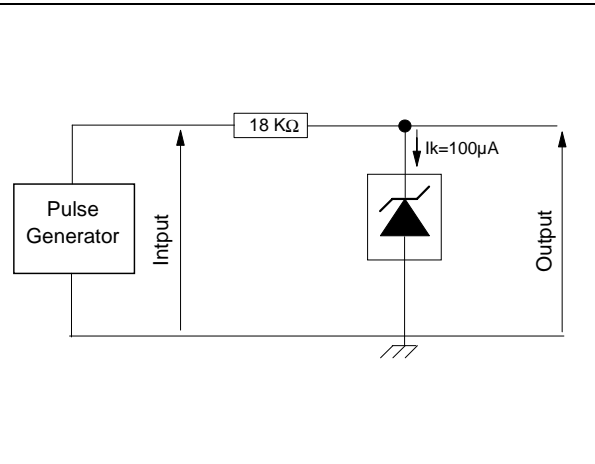 18 KΩ
Ik=100µA
Pulse
Generator
Intput
Output